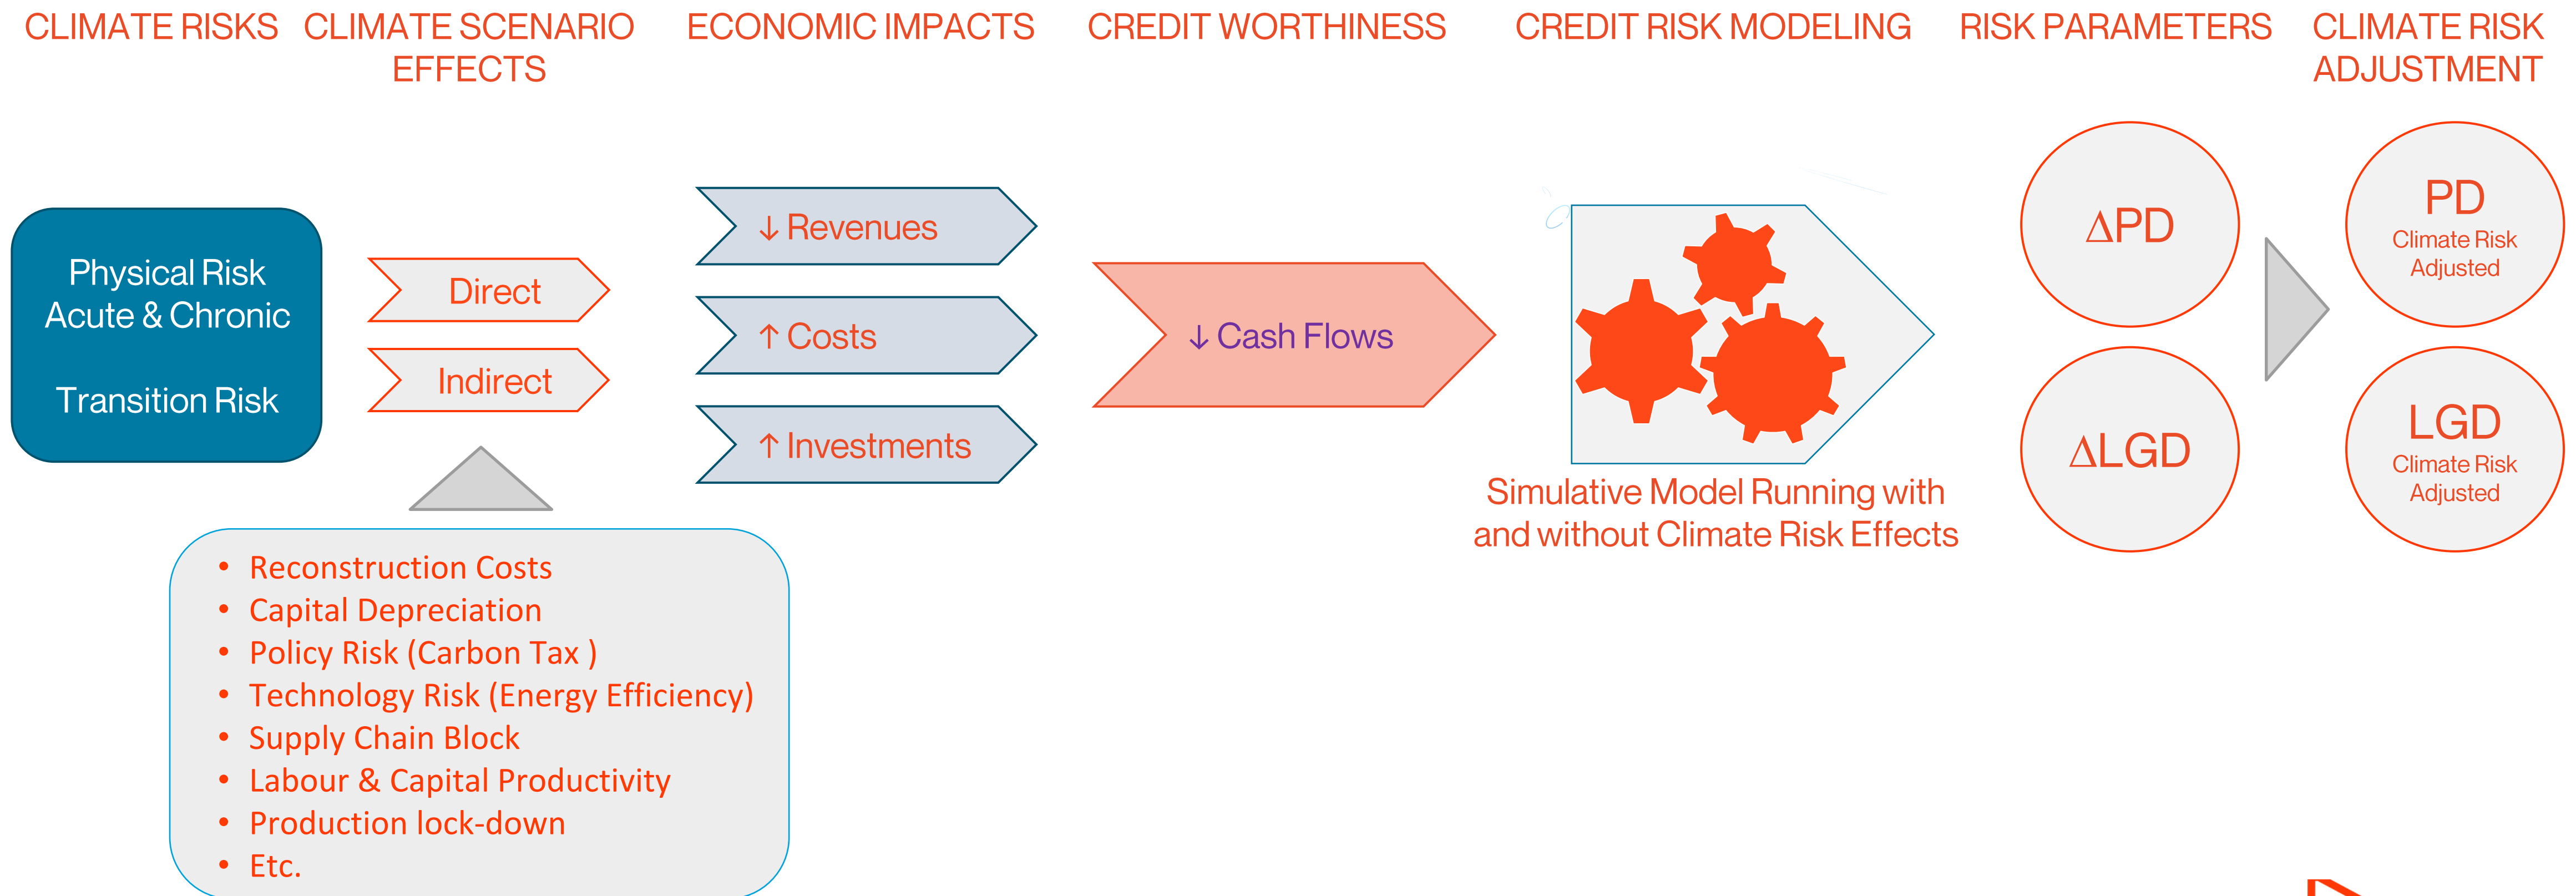 CLIMATE RISKS
CLIMATE SCENARIO
EFFECTS
ECONOMIC IMPACTS
CREDIT WORTHINESS
CREDIT RISK MODELING
RISK PARAMETERS
CLIMATE RISK
ADJUSTMENT
Physical Risk
Acute & Chronic
Transition Risk
Direct
Indirect
• Reconstruction Costs
• Capital Depreciation
• Policy Risk (Carbon Tax )
• Technology Risk (Energy Efficiency)
• Supply Chain Block
• Labour & Capital Productivity
• Production lock-down
• Etc.
↓ Revenues
↑ Costs
↑ Investments
↓ Cash Flows
Simulative Model Running with
and without Climate Risk Effects
∆PD
∆LGD
PD
Climate Risk
Adjusted
LGD
Climate Risk
Adjusted